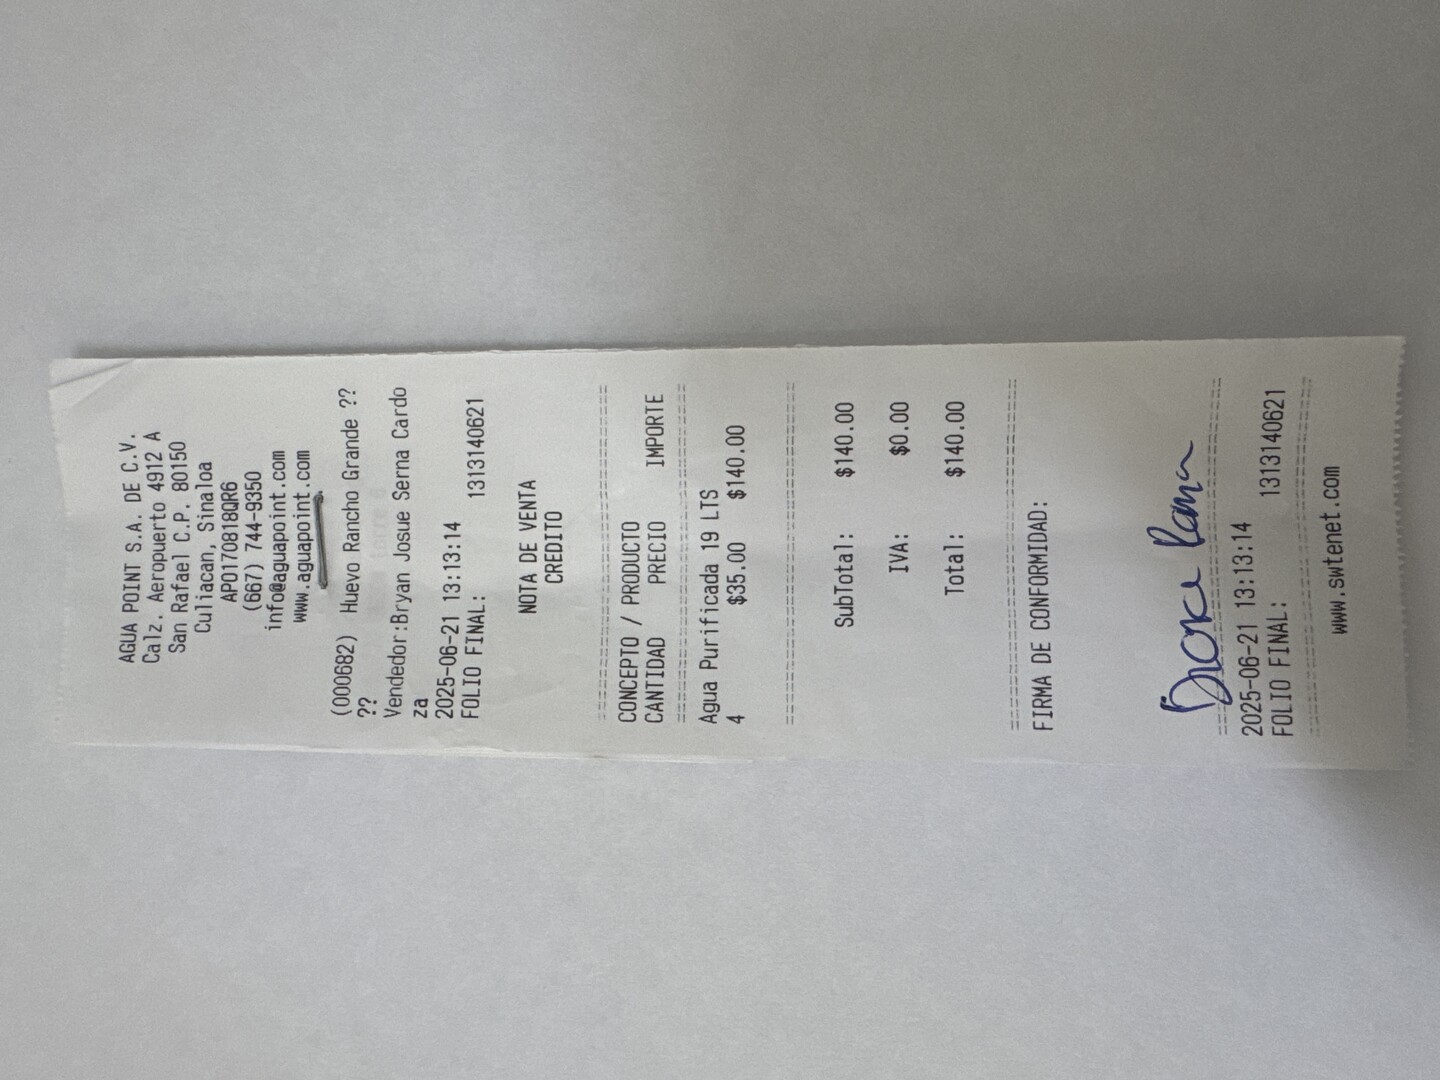 AGUA POINT S.A. DE C.V.
Calz. Aeropuerto 4912 A
San Rafael C.P. 80150
Culiacan, Sinaloa
APO170818QR6
(667) 744-9350
info@aguapoint.com
www.aguapoint.com
(000682) Huevo Rancho Grande ??
??
Vendedor:Bryan Josue Serna Cardo
za
2025-06-21 13:13:14
FOLIO FINAL: 1313140621
NOTA DE VENTA
CREDITO
CONCEPTO / PRODUCTO
CANTIDAD PRECIO IMPORTE
Agua Purificada 19 LTS
4 $35.00 $140.00
SubTotal: $140.00
IVA: $0.00
Total: $140.00
FIRMA DE CONFORMIDAD:
2025-06-21 13:13:14
FOLIO FINAL: 1313140621
www.swtenet.com